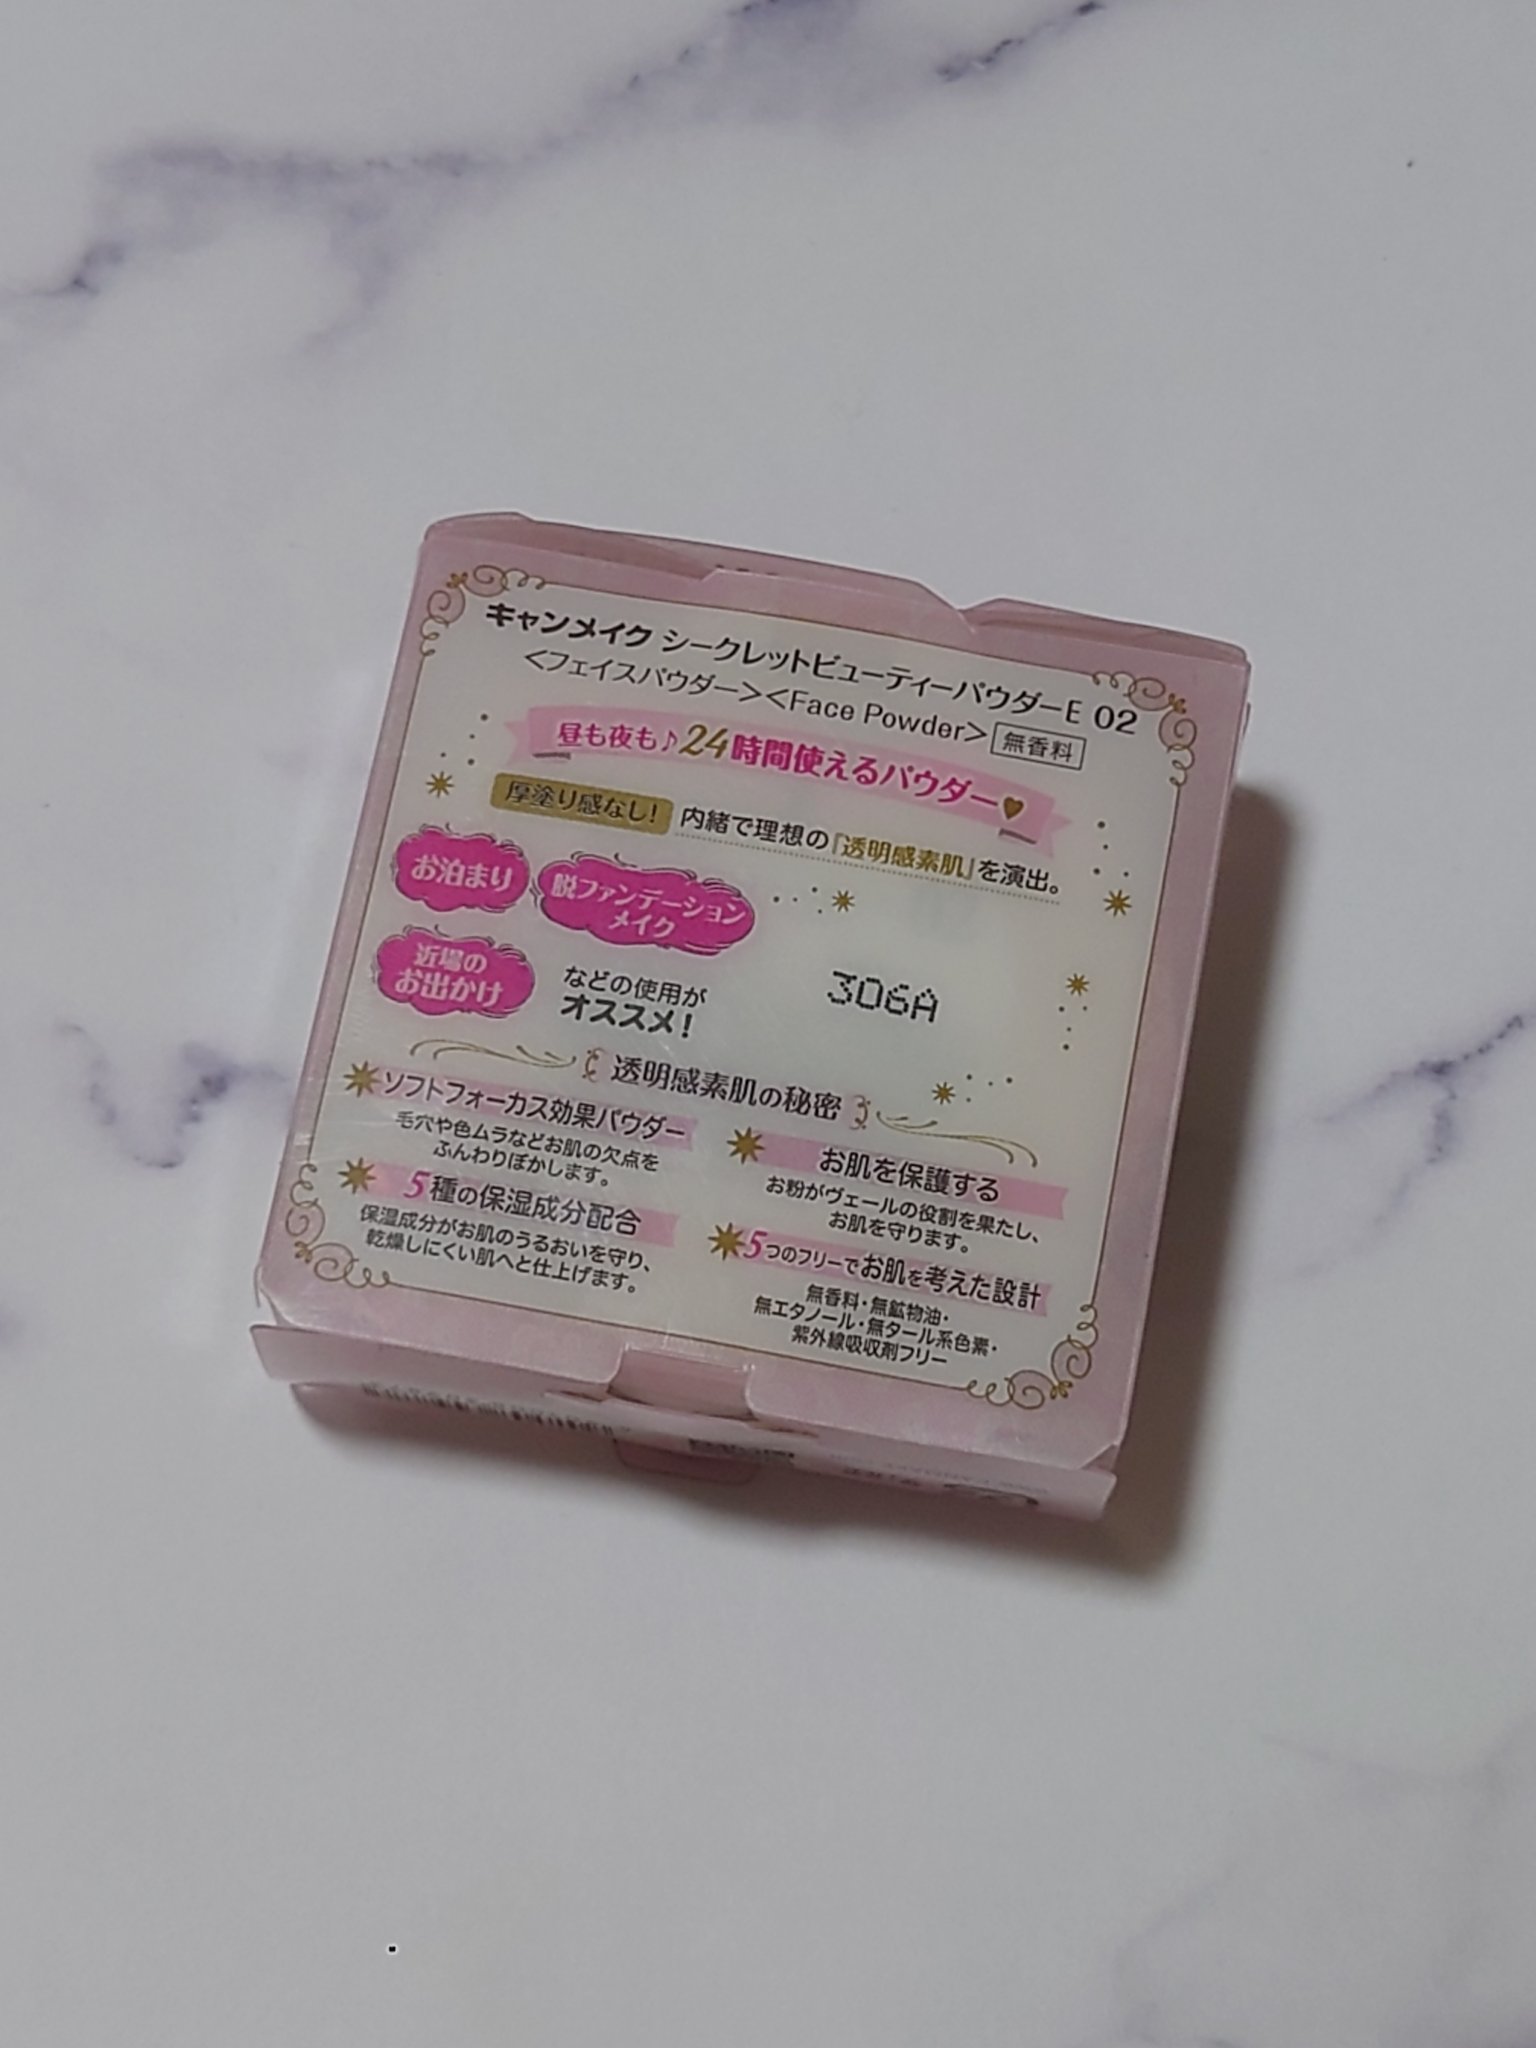 キャンメイク シークレットビューティーパウダーE 02
<フェイスパウダー><Face Powder> 無香料
昼も夜も♪24時間使えるパウダー♥
厚塗り感なし! 内緒で理想の『透明感素肌』を演出。
お泊まり
脱ファンデーション
メイク
近場の
お出かけ
などの使用が
オススメ!
306A
透明感素肌の秘密
ソフトフォーカス効果パウダー
毛穴や色ムラなどお肌の欠点を
ふんわりぼかします。
5種の保湿成分配合
保湿成分がお肌のうるおいを守り、
乾燥しにくい肌へと仕上げます。
お肌を保護する
お粉がヴェールの役割を果たし、
お肌を守ります。
5つのフリーでお肌を考えた設計
無香料・無鉱物油・
無エタノール・無タール系色素・
紫外線吸収剤フリー